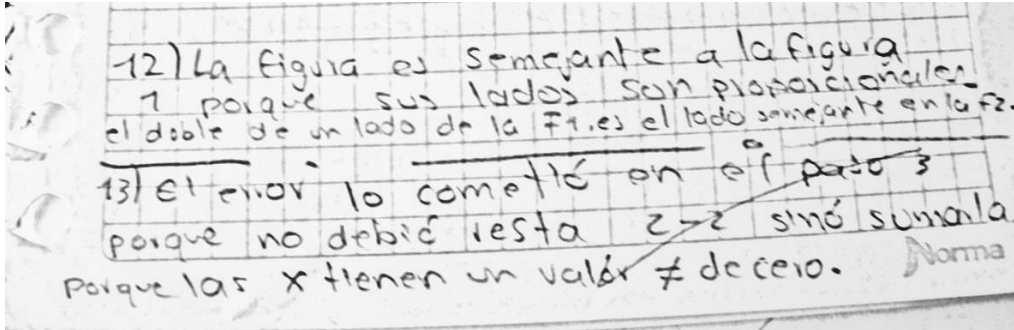 12) La figura es semejante a la figura
1 porque sus lados son proporcionales
el doble de un lado de la F1. es el lado semejante en la F2.
13) El error lo cometió en el paso 3
porque no debió resta 2-2 sinó sumarla
Norma
porque las x tienen un valór ≠ de cero.